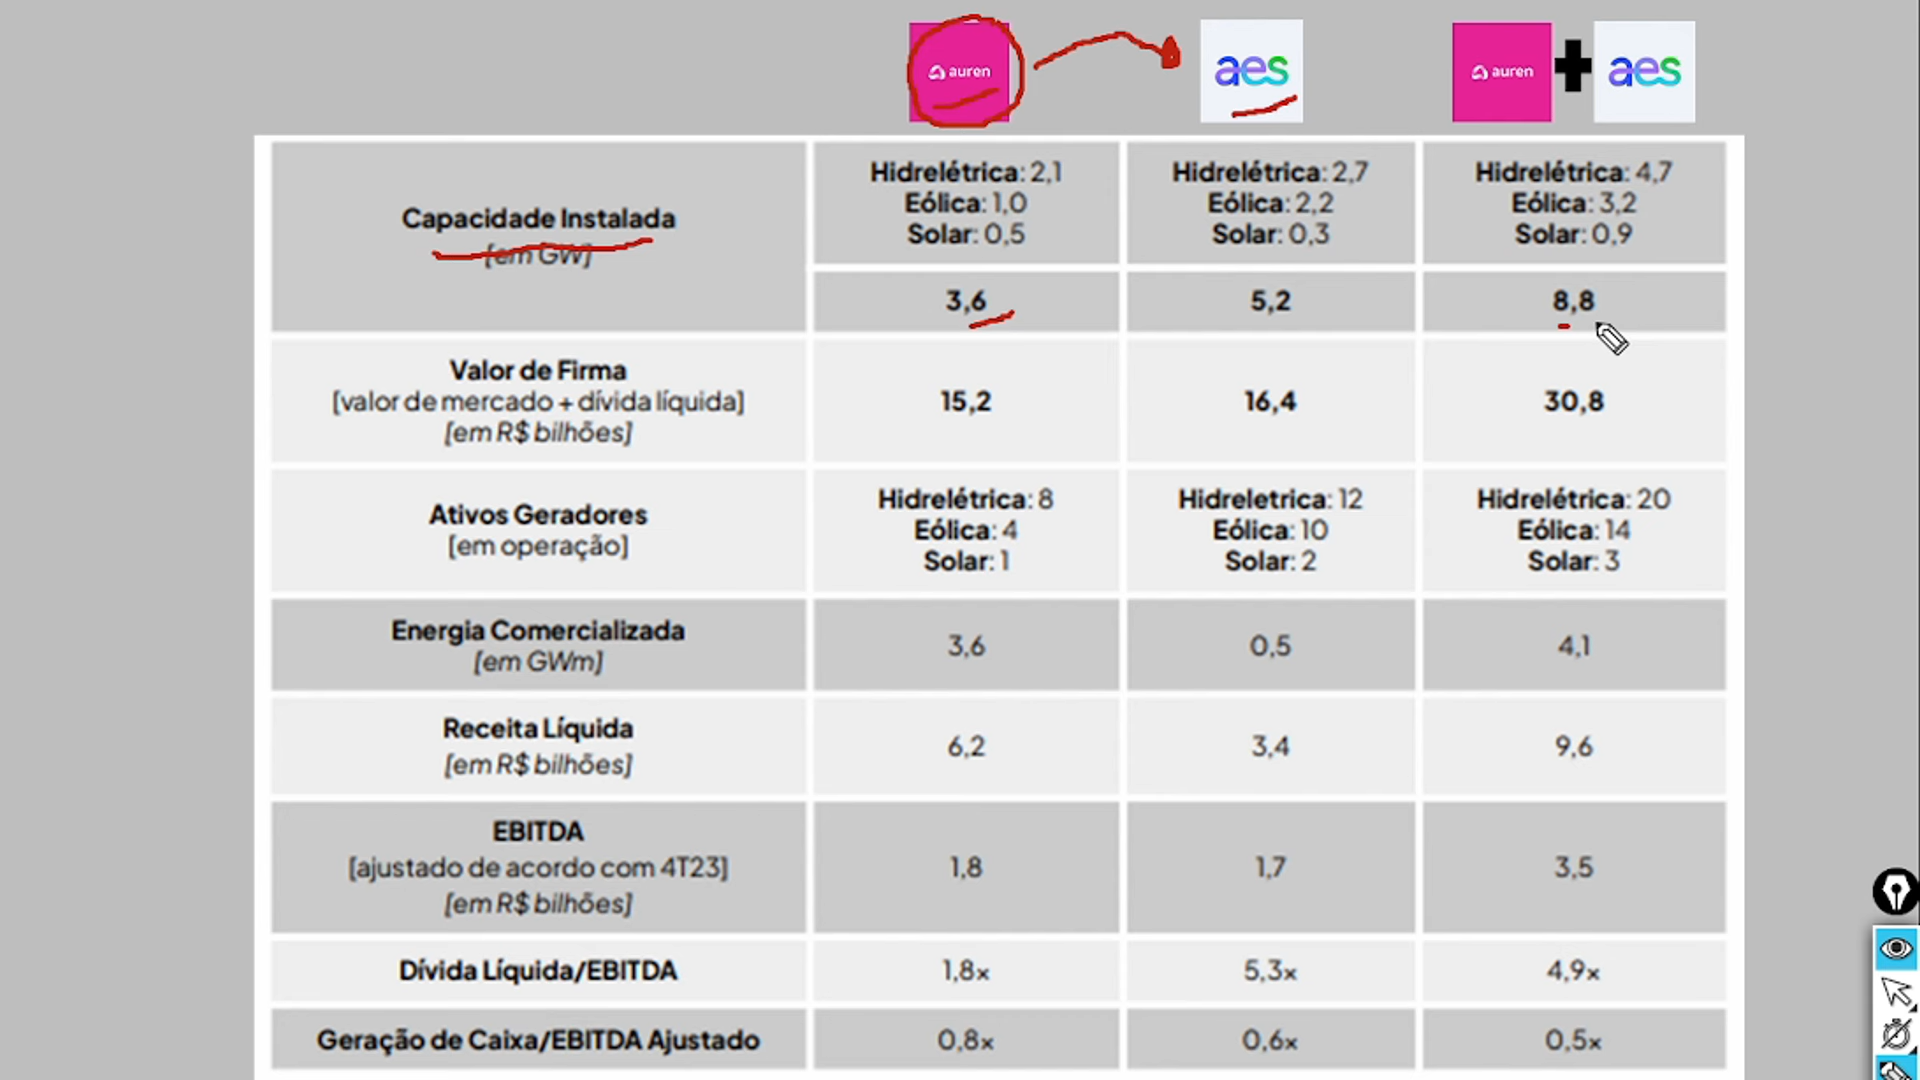 auren
aes
auren
aes
Capacidade Instalada
[em GW]
Hidrelétrica: 2,1
Eólica: 1,0
Solar: 0,5
Hidrelétrica: 2,7
Eólica: 2,2
Solar: 0,3
Hidrelétrica: 4,7
Eólica: 3,2
Solar: 0,9
3,6
5,2
8,8
Valor de Firma
[valor de mercado + dívida líquida]
[em R$ bilhões]
15,2
16,4
30,8
Ativos Geradores
[em operação]
Hidrelétrica: 8
Eólica: 4
Solar: 1
Hidreletrica: 12
Eólica: 10
Solar: 2
Hidrelétrica: 20
Eólica: 14
Solar: 3
Energia Comercializada
[em GWm]
3,6
0,5
4,1
Receita Líquida
[em R$ bilhões]
6,2
3,4
9,6
EBITDA
[ajustado de acordo com 4T23]
[em R$ bilhões]
1,8
1,7
3,5
Dívida Líquida/EBITDA
1,8x
5,3x
4,9x
Geração de Caixa/EBITDA Ajustado
0,8x
0,6x
0,5x